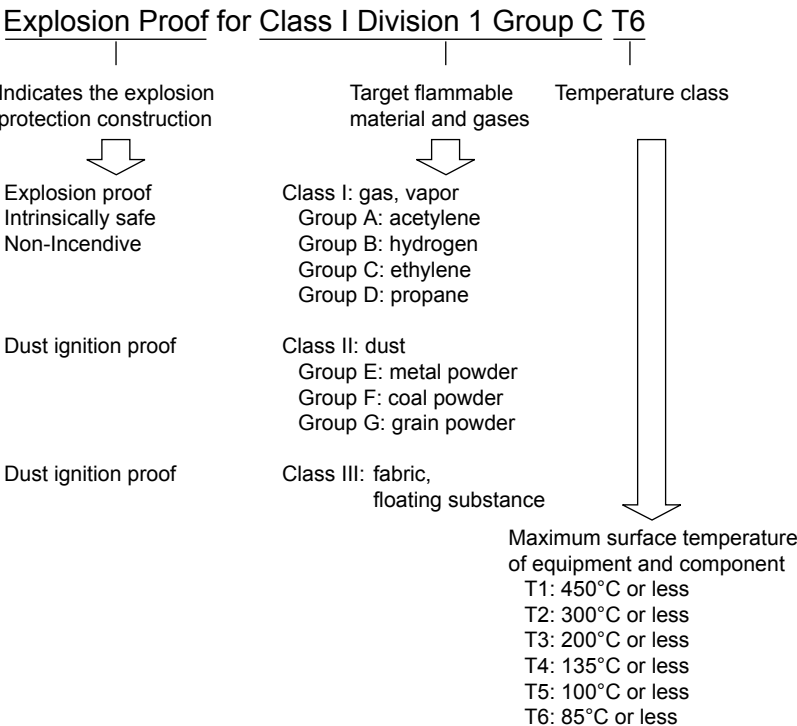 Explosion Proof for Class I Division 1 Group C T6
Indicates the explosion
protection construction
Target flammable
material and gases
Temperature class
Explosion proof
Intrinsically safe
Non-Incendive
Class I: gas, vapor
Group A: acetylene
Group B: hydrogen
Group C: ethylene
Group D: propane
Dust ignition proof
Class II: dust
Group E: metal powder
Group F: coal powder
Group G: grain powder
Dust ignition proof
Class III: fabric,
floating substance
Maximum surface temperature
of equipment and component
T1: 450°C or less
T2: 300°C or less
T3: 200°C or less
T4: 135°C or less
T5: 100°C or less
T6: 85°C or less